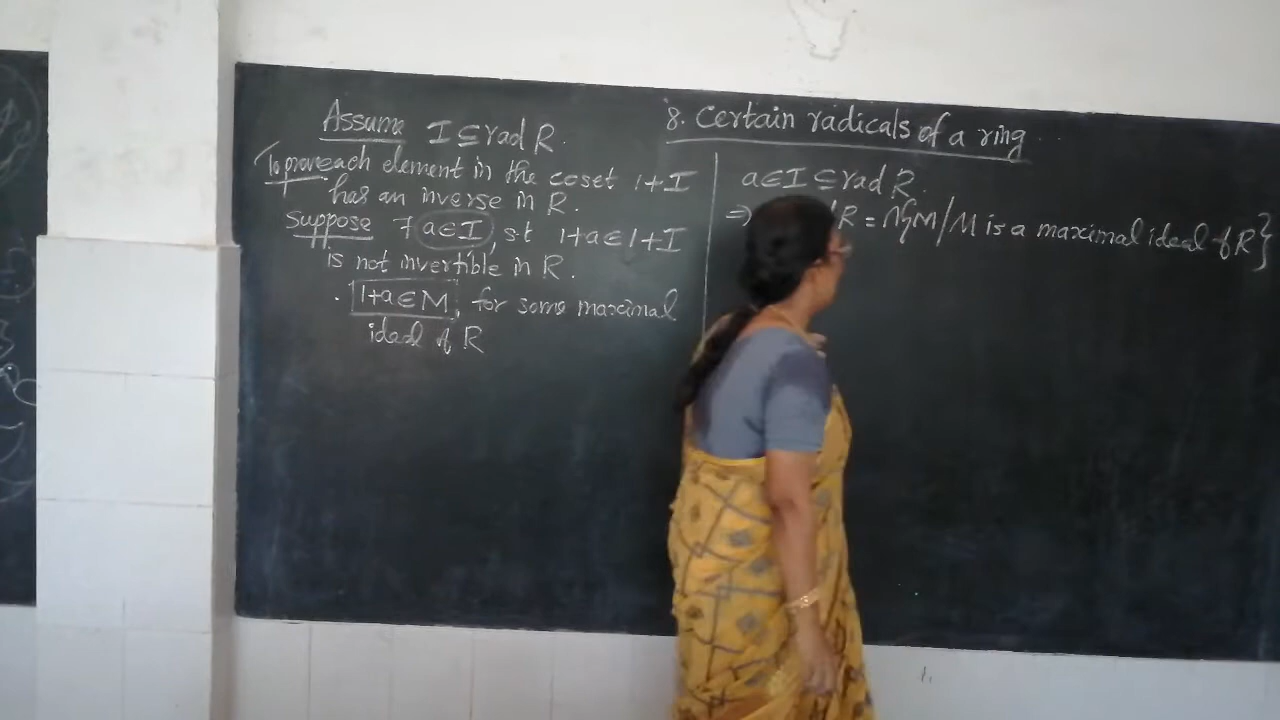 8. Certain radicals of a ring
Assume I ⊆ rad R.
To prove each element in the coset 1+I
has an inverse in R.
Suppose ∃ a∈I, s.t 1+a ∈ 1+I
is not invertible in R.
. 1+a ∈ M, for some maximal
ideal of R
a∈I ⊆ rad R.
⇒ R = ∩{M/M is a maximal ideal of R}